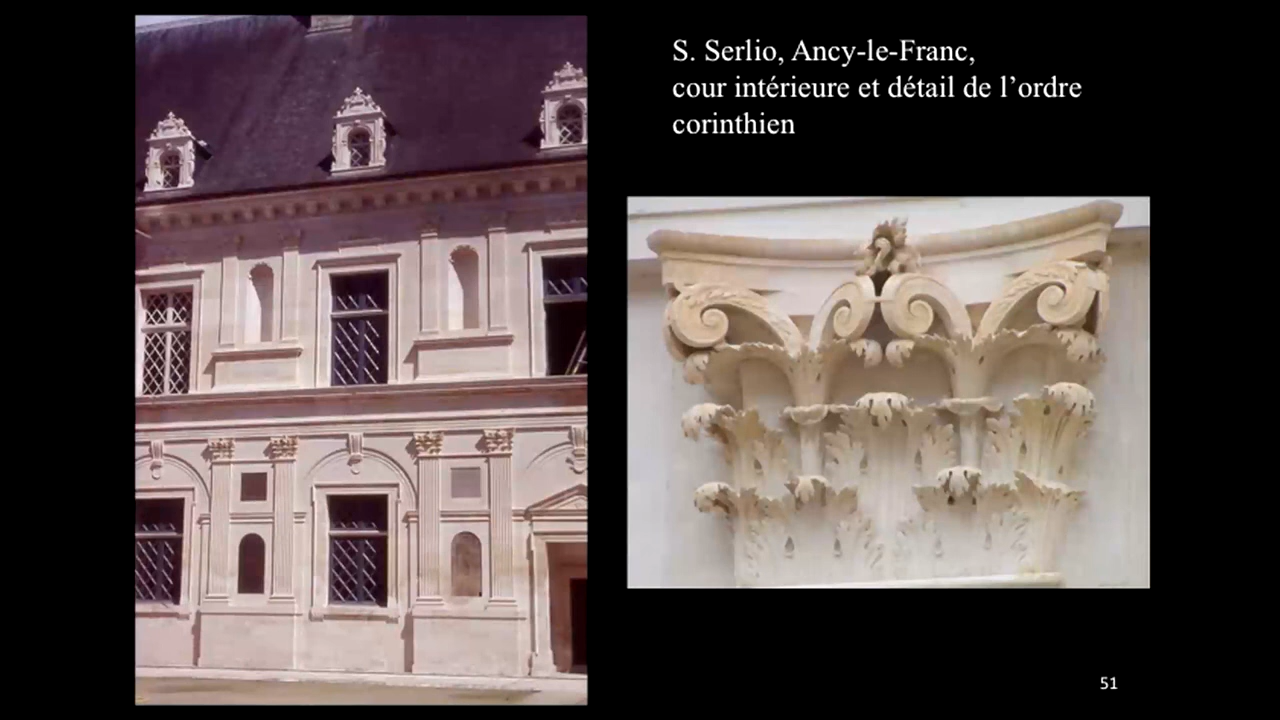 S. Serlio, Ancy-le-Franc,
cour intérieure et détail de l’ordre
corinthien
51